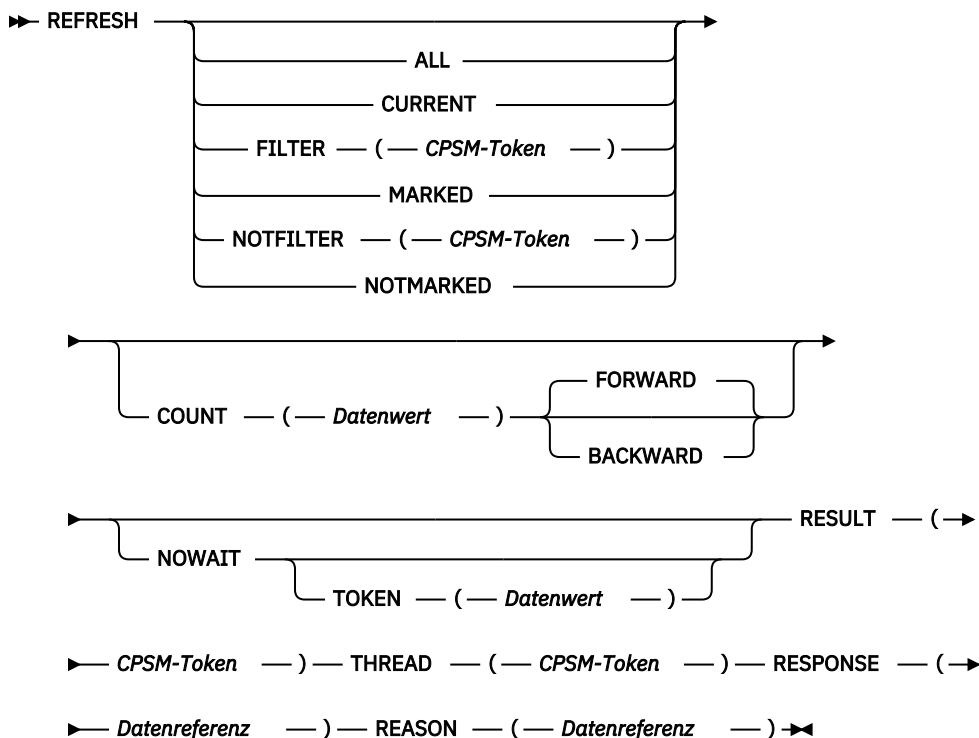 REFRESH
ALL
CURRENT
FILTER ( CPSM-Token )
MARKED
NOTFILTER ( CPSM-Token )
NOTMARKED
FORWARD
COUNT ( Datenwert )
BACKWARD
RESULT (
NOWAIT
TOKEN ( Datenwert )
CPSM-Token ) THREAD ( CPSM-Token ) RESPONSE (
Datenreferenz ) REASON ( Datenreferenz )